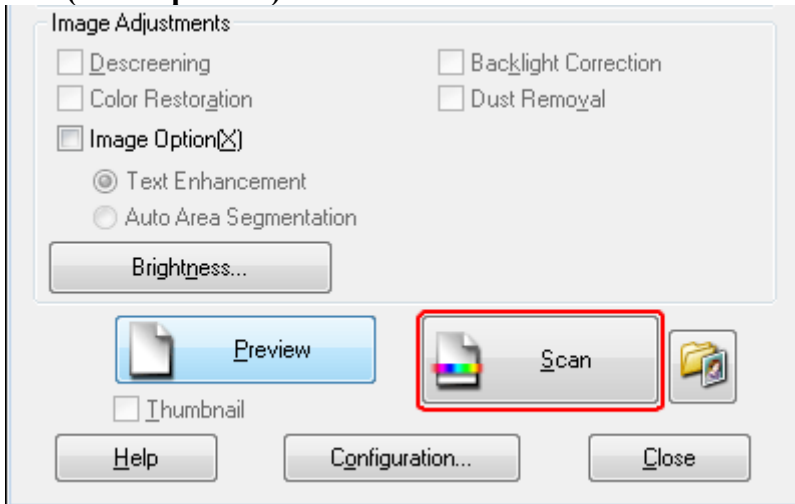 Image Adjustments
Descreening Backlight Correction
Color Restoration Dust Removal
Image Option(X)
Text Enhancement
Auto Area Segmentation
Brightness...
Preview Scan
Thumbnail
Help Configuration... Close